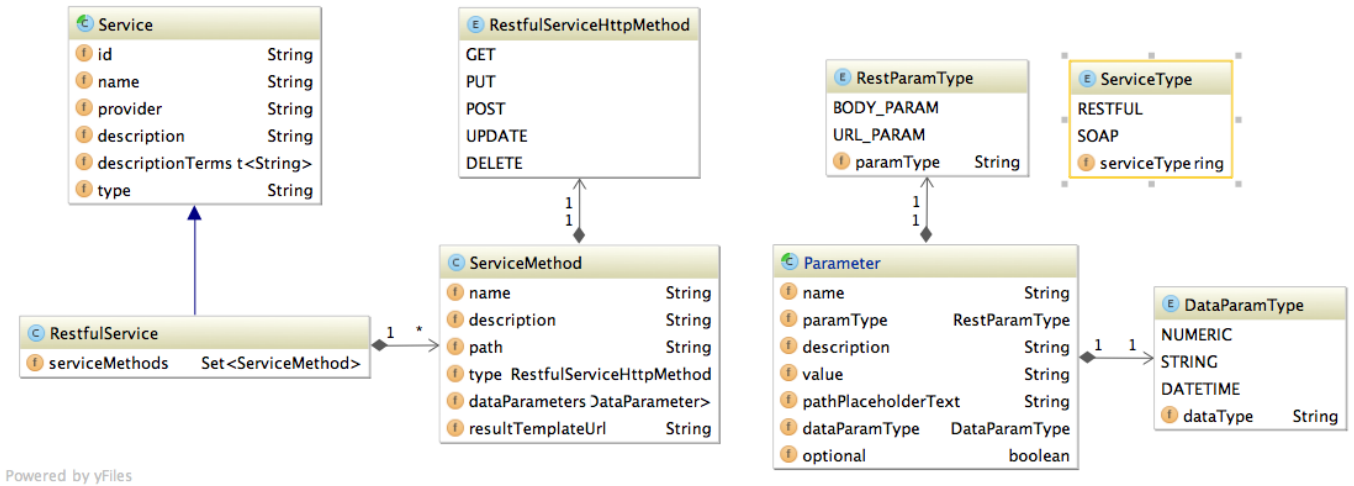 Service
id String
name String
provider String
description String
descriptionTerms t<String>
type String
RestfulServiceHttpMethod
GET
PUT
POST
UPDATE
DELETE
RestParamType
BODY_PARAM
URL_PARAM
paramType String
ServiceType
RESTFUL
SOAP
serviceType ring
1
1
1
1
RestfulService
serviceMethods Set<ServiceMethod>
1 *
ServiceMethod
name String
description String
path String
type RestfulServiceHttpMethod
dataParameters DataParameter>
resultTemplateUrl String
Parameter
name String
paramType RestParamType
description String
value String
pathPlaceholderText String
dataParamType DataParamType
optional boolean
1 1
DataParamType
NUMERIC
STRING
DATETIME
dataType String
Powered by yFiles